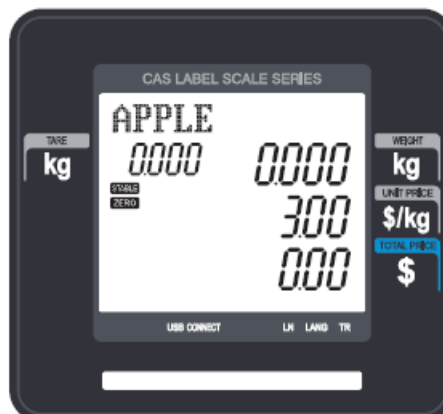 CAS LABEL SCALE SERIES
APPLE
TARE
kg
0.000
0.000
WEIGHT
kg
STABLE
ZERO
3.00
UNIT PRICE
$/kg
0.00
TOTAL PRICE
$
USB CONNECT
LN LANG TR